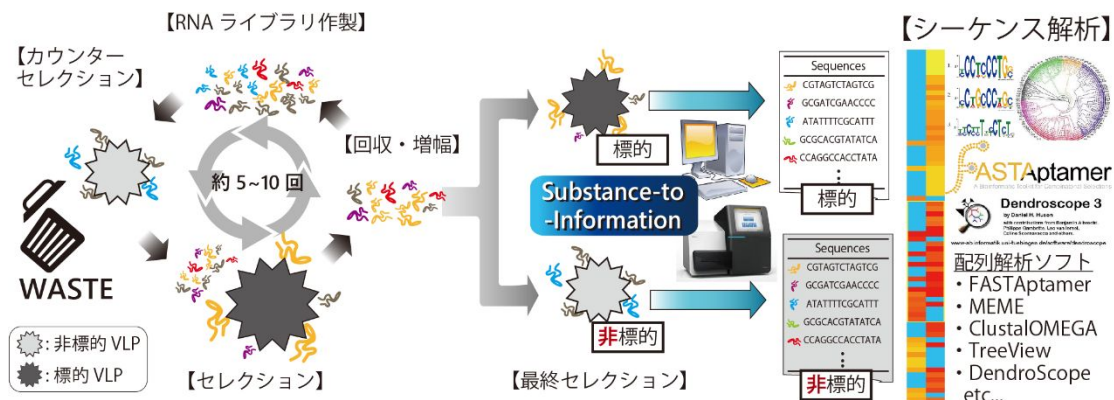 【RNA ライブラリ作製】
【カウンター
セレクション】
約 5~10 回
【回収・増幅】
WASTE
: 非標的 VLP
: 標的 VLP
【セレクション】
標的
Substance-to
-Information
非標的
【最終セレクション】
Sequences
CGTAGTCTAGTCG
GCGATCGAACCCC
ATATTTTCGCATTT
GCGCACGTATATCA
CCAGGCCACCTATA
標的
Sequences
CGTAGTCTAGTCG
GCGATCGAACCCC
ATATTTTCGCATTT
GCGCACGTATATCA
CCAGGCCACCTATA
非標的
【シーケンス解析】
FASTAptamer
A Bioinformatic Toolkit for Combinatorial Selections
Dendroscope 3
by Daniel H. Huson
配列解析ソフト
・FASTAptamer
・MEME
・ClustalOMEGA
・TreeView
・DendroScope
etc...